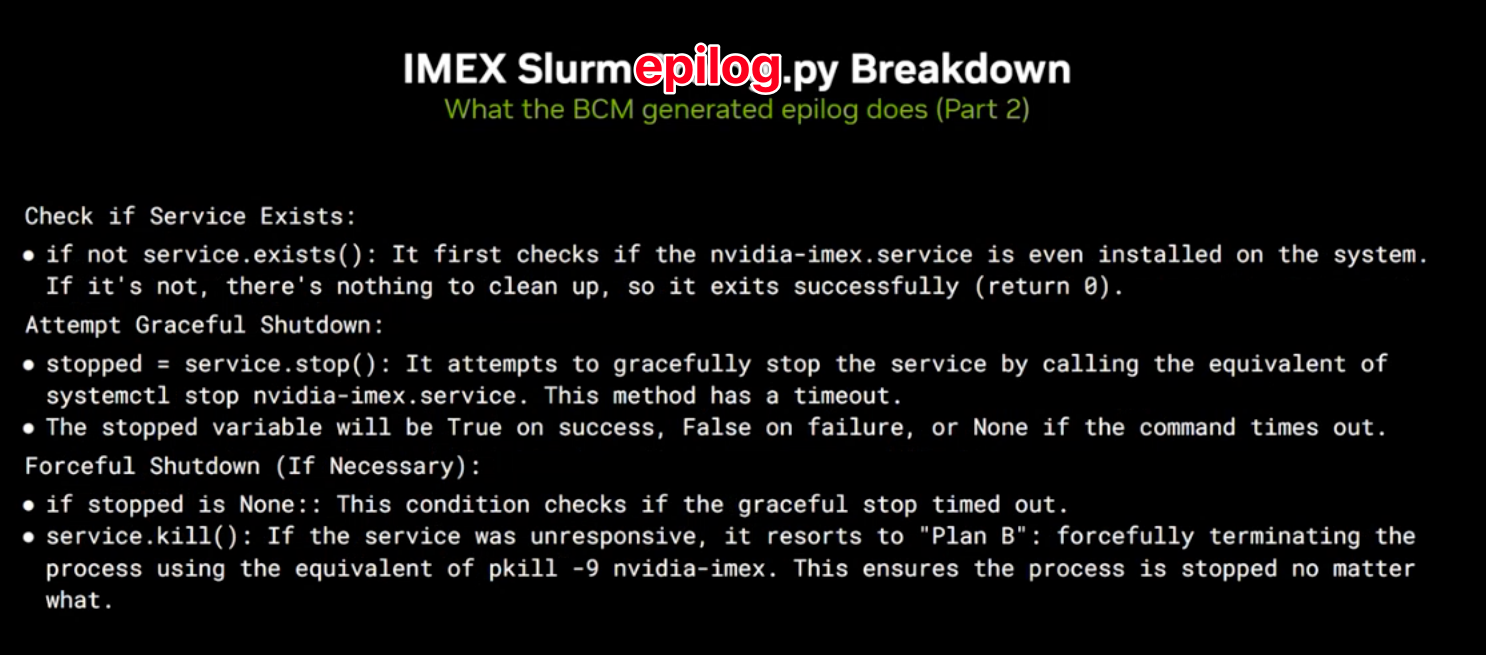 IMEX Slurm epilog.py Breakdown
What the BCM generated epilog does (Part 2)
Check if Service Exists:
● if not service.exists(): It first checks if the nvidia-imex.service is even installed on the system.
If it's not, there's nothing to clean up, so it exits successfully (return 0).
Attempt Graceful Shutdown:
● stopped = service.stop(): It attempts to gracefully stop the service by calling the equivalent of
systemctl stop nvidia-imex.service. This method has a timeout.
● The stopped variable will be True on success, False on failure, or None if the command times out.
Forceful Shutdown (If Necessary):
● if stopped is None:: This condition checks if the graceful stop timed out.
● service.kill(): If the service was unresponsive, it resorts to "Plan B": forcefully terminating the
process using the equivalent of pkill -9 nvidia-imex. This ensures the process is stopped no matter
what.